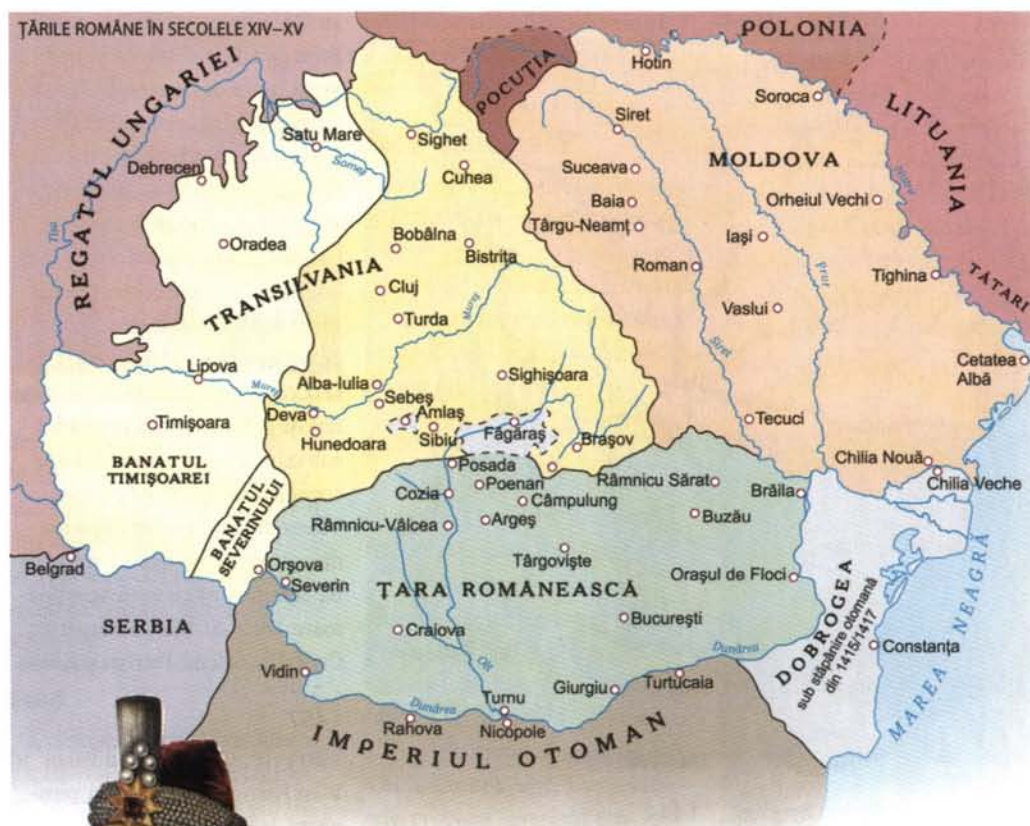 ȚĂRILE ROMÂNE ÎN SECOLELE XIV–XV
POLONIA
Hotin
POCUȚIA
Soroca
REGATUL UNGARIEI
Siret
LITUANIA
Satu Mare
Sighet
MOLDOVA
Someș
Debrecen
Cuhea
Suceava
Nistru
Baia
Orheiul Vechi
Târgu-Neamț
Tisa
Oradea
Bobâlna
Bistrița
Iași
Prut
Roman
Tighina
TRANSILVANIA
TĂTARI
Cluj
Mureș
Turda
Vaslui
Siret
Cetatea
Albă
Lipova
Mureș
Alba-Iulia
Sighișoara
Sebeș
Deva
Amlaș
Timișoara
Hunedoara
Sibiu
Făgăraș
Brașov
Tecuci
BANATUL
TIMIȘOAREI
BANATUL
SEVERINULUI
Posada
Chilia Nouă
Chilia Veche
Poenari
Râmnicu Sărat
Cozia
Câmpulung
Brăila
Râmnicu-Vâlcea
Argeș
Buzău
Târgoviște
Belgrad
Orșova
Severin
Orașul de Floci
ȚARA ROMÂNEASCĂ
SERBIA
București
Craiova
DOBROGEA
sub stăpânire otomană
din 1415/1417
Constanța
MAREA NEAGRĂ
Olt
Dunărea
Vidin
Giurgiu
Turtucaia
Turnu
Dunărea
Rahova
Nicopole
IMPERIUL OTOMAN